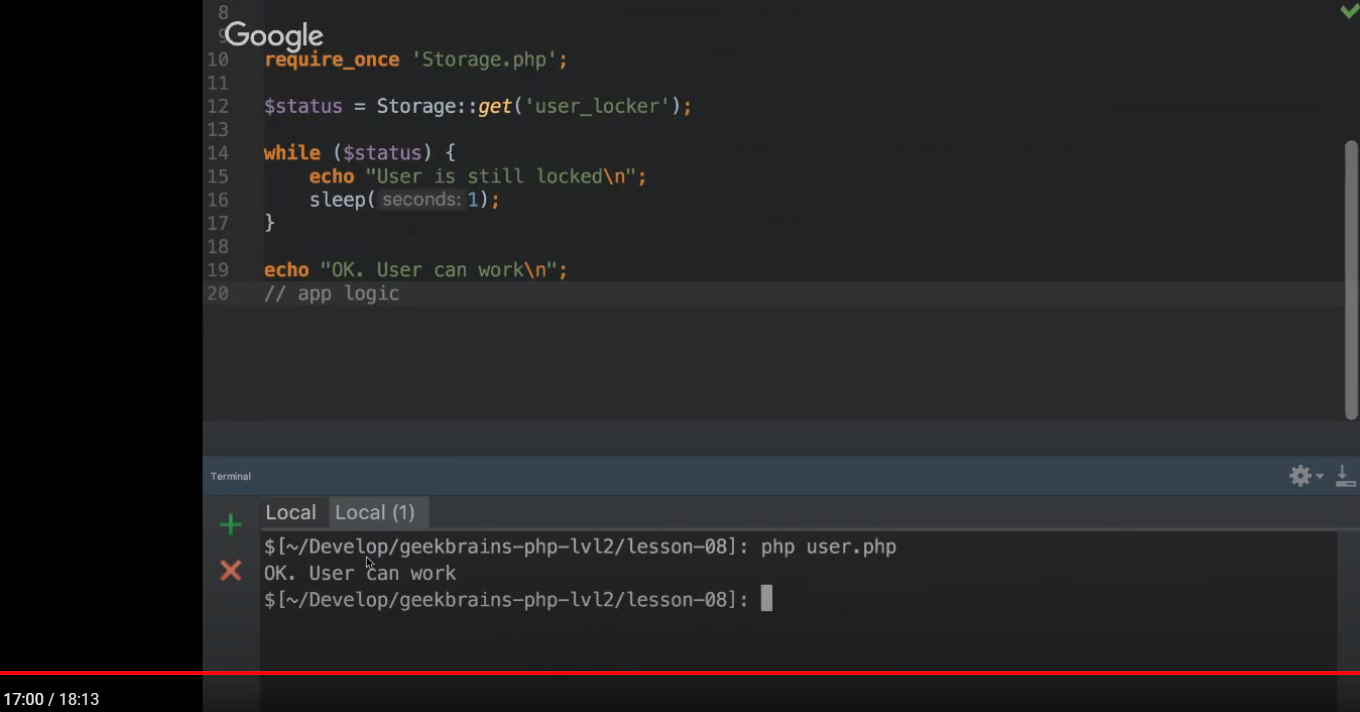 8
Google
9
10 require_once 'Storage.php';
11
12 $status = Storage::get('user_locker');
13
14 while ($status) {
15 echo "User is still locked\n";
16 sleep( seconds: 1);
17 }
18
19 echo "OK. User can work\n";
20 // app logic
Terminal
Local Local (1)
$[~/Develop/geekbrains-php-lvl2/lesson-08]: php user.php
OK. User can work
$[~/Develop/geekbrains-php-lvl2/lesson-08]:
17:00 / 18:13